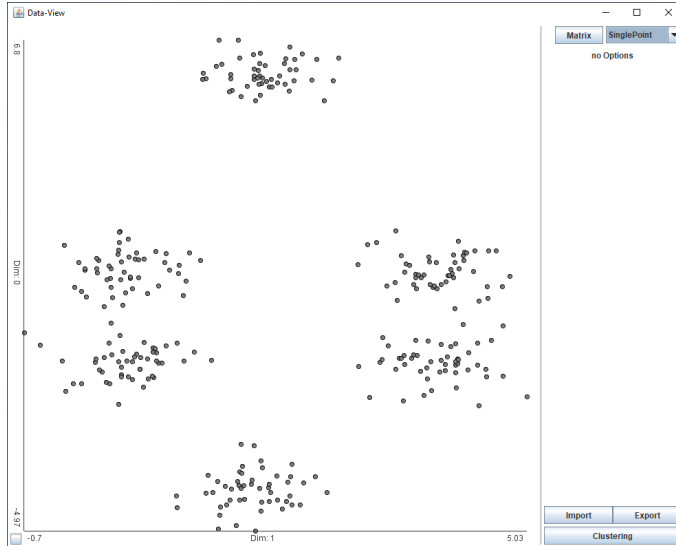 Data-View
6.8
Dim: 0
-4.97
-0.7
Dim: 1
5.03
Matrix
SinglePoint
no Options
Import
Export
Clustering